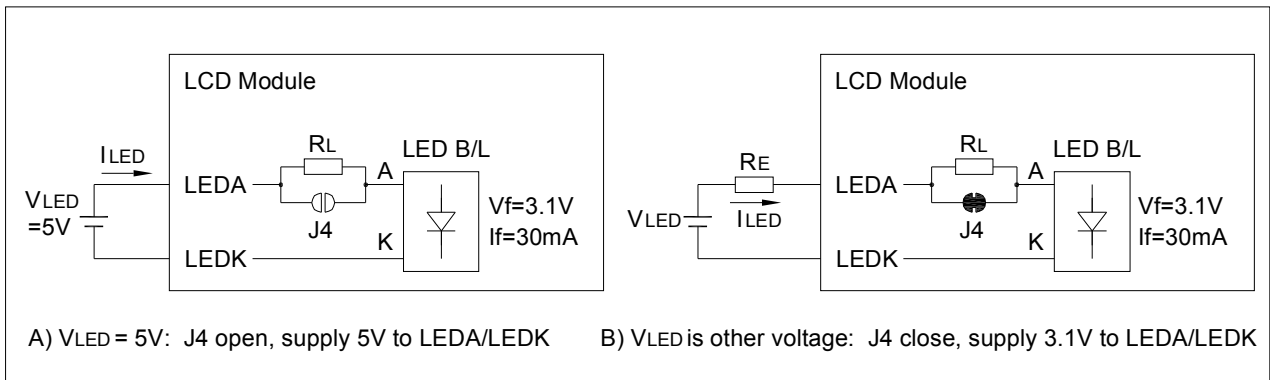 LCD Module
RL
LED B/L
ILED
A
LEDA
VLED
=5V
Vf=3.1V
If=30mA
J4
K
LEDK
LCD Module
RL
LED B/L
RE
A
LEDA
VLED
ILED
Vf=3.1V
If=30mA
J4
K
LEDK
A) VLED = 5V: J4 open, supply 5V to LEDA/LEDK
B) VLED is other voltage: J4 close, supply 3.1V to LEDA/LEDK